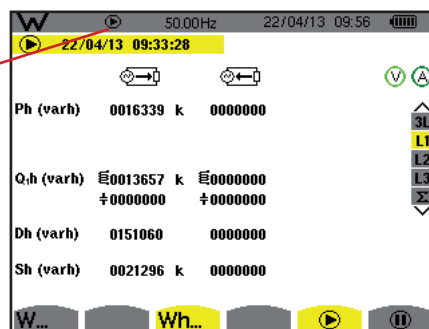 W 50.00Hz 22/04/13 09:56
22/04/13 09:33:28
V A
Ph (varh) 0016339 k 0000000
3L
L1
L2
Q₁h (varh) 0013657 k 0000000
L3
÷0000000 ÷0000000
Σ
Dh (varh) 0151060 0000000
Sh (varh) 0021296 k 0000000
W... Wh...